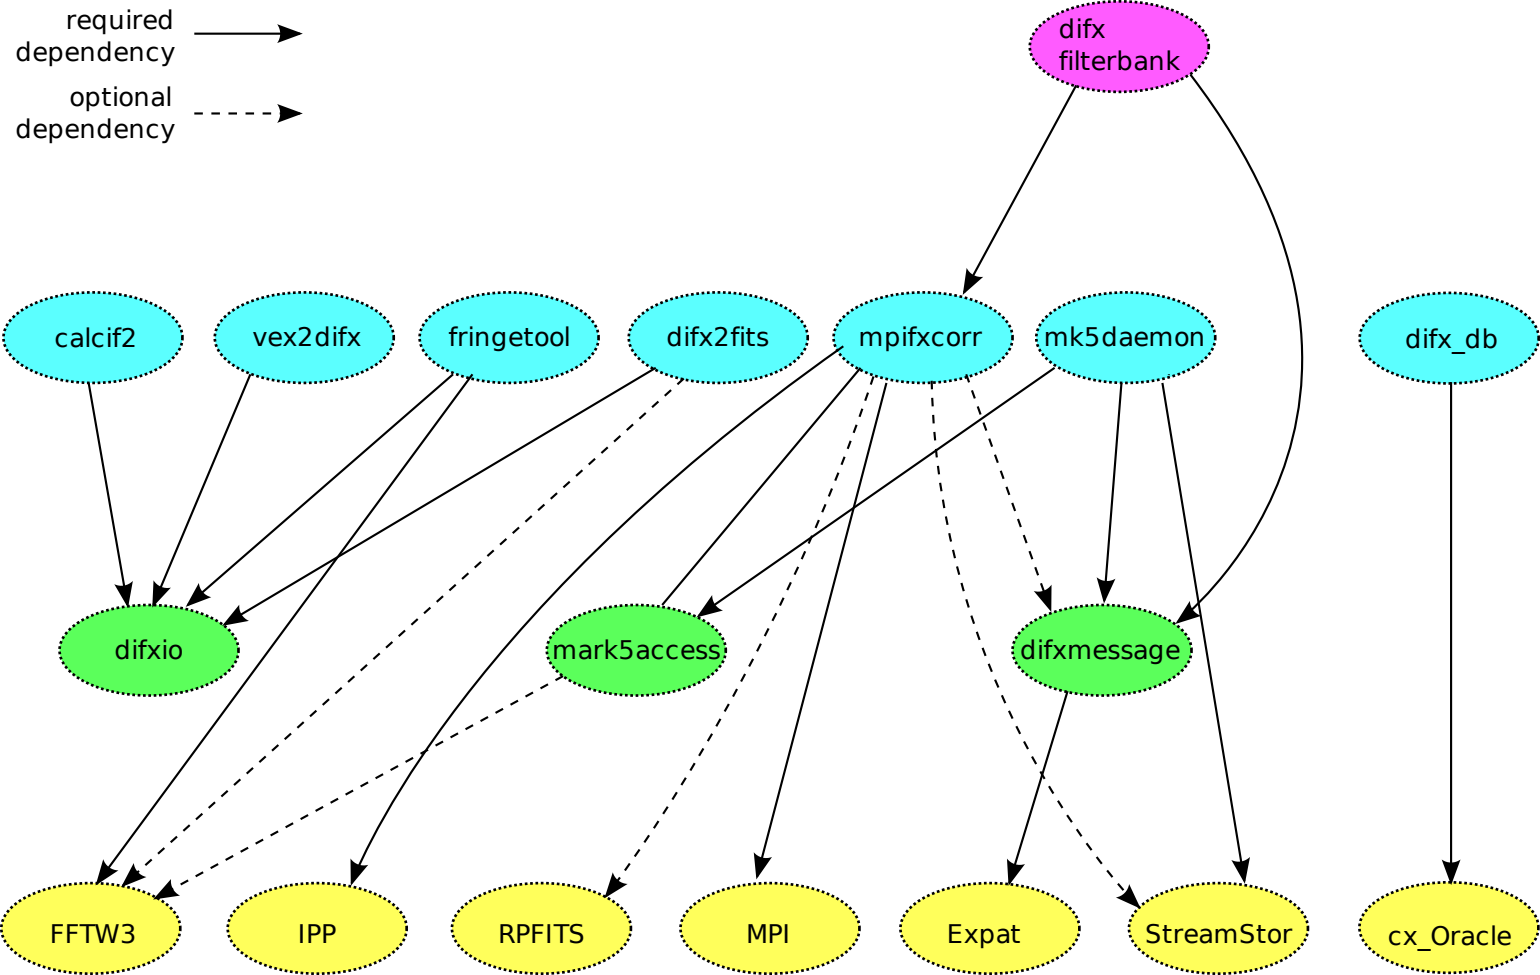 required
dependency
optional
dependency
difx
filterbank
calcif2
vex2difx
fringetool
difx2fits
mpifxcorr
mk5daemon
difx_db
difxio
mark5access
difxmessage
FFTW3
IPP
RPFITS
MPI
Expat
StreamStor
cx_Oracle